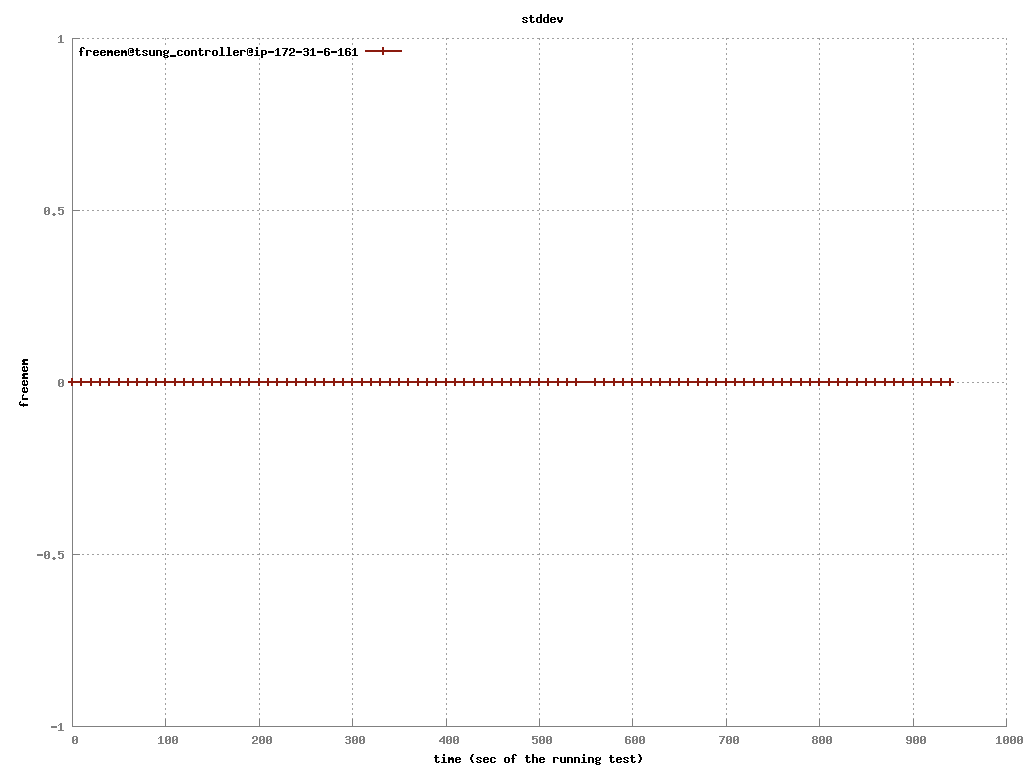 stddev
freemem@tsung_controller@ip-172-31-6-161
1
0.5
0
-0.5
-1
freemem
0 100 200 300 400 500 600 700 800 900 1000
time (sec of the running test)